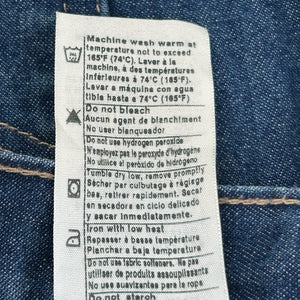 Machine wash warm at
temperature not to exceed
165°F (74°C). Laver à la
machine, à des températures
inférieures à 74°C (165°F)
Lavar a máquina con agua
tibia hasta a 74°C (165°F)
Do not bleach
Aucun agent de blanchiment
No usar blanqueador
Do not use hydrogen peroxide
N'employez pas le peroxyde d'hydrogène
No utilice el peróxido de hidrógeno
Tumble dry low, remove promptly
Sécher par culbutage à réglage
bas, retirer rapidement. Sacar
en secadora en ciclo delicado
y sacar inmediatamente.
Iron with low heat
Repasser à basse température
Planchar a baja temperatura
Do not use fabric softeners. Ne pas
utiliser de produits assouplissants
No use suavizantes para ropa
Do not starch